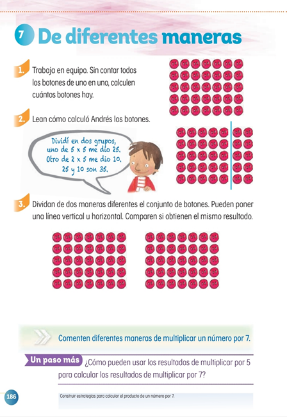 7 De diferentes maneras
1. Trabaja en equipo. Sin contar todos
los botones de uno en uno, calculen
cuántos botones hay.
2. Lean cómo calculó Andrés los botones.
Dividí en dos grupos,
uno de 5 x 5 me dio 25.
Otro de 2 x 5 me dio 10.
25 y 10 son 35.
3. Dividan de dos maneras diferentes el conjunto de botones. Pueden poner
una línea vertical u horizontal. Comparen si obtienen el mismo resultado.
Comenten diferentes maneras de multiplicar un número por 7.
Un paso más ¿Cómo pueden usar los resultados de multiplicar por 5
para calcular los resultados de multiplicar por 7?
186 Construir estrategias para calcular el producto de un número por 7.